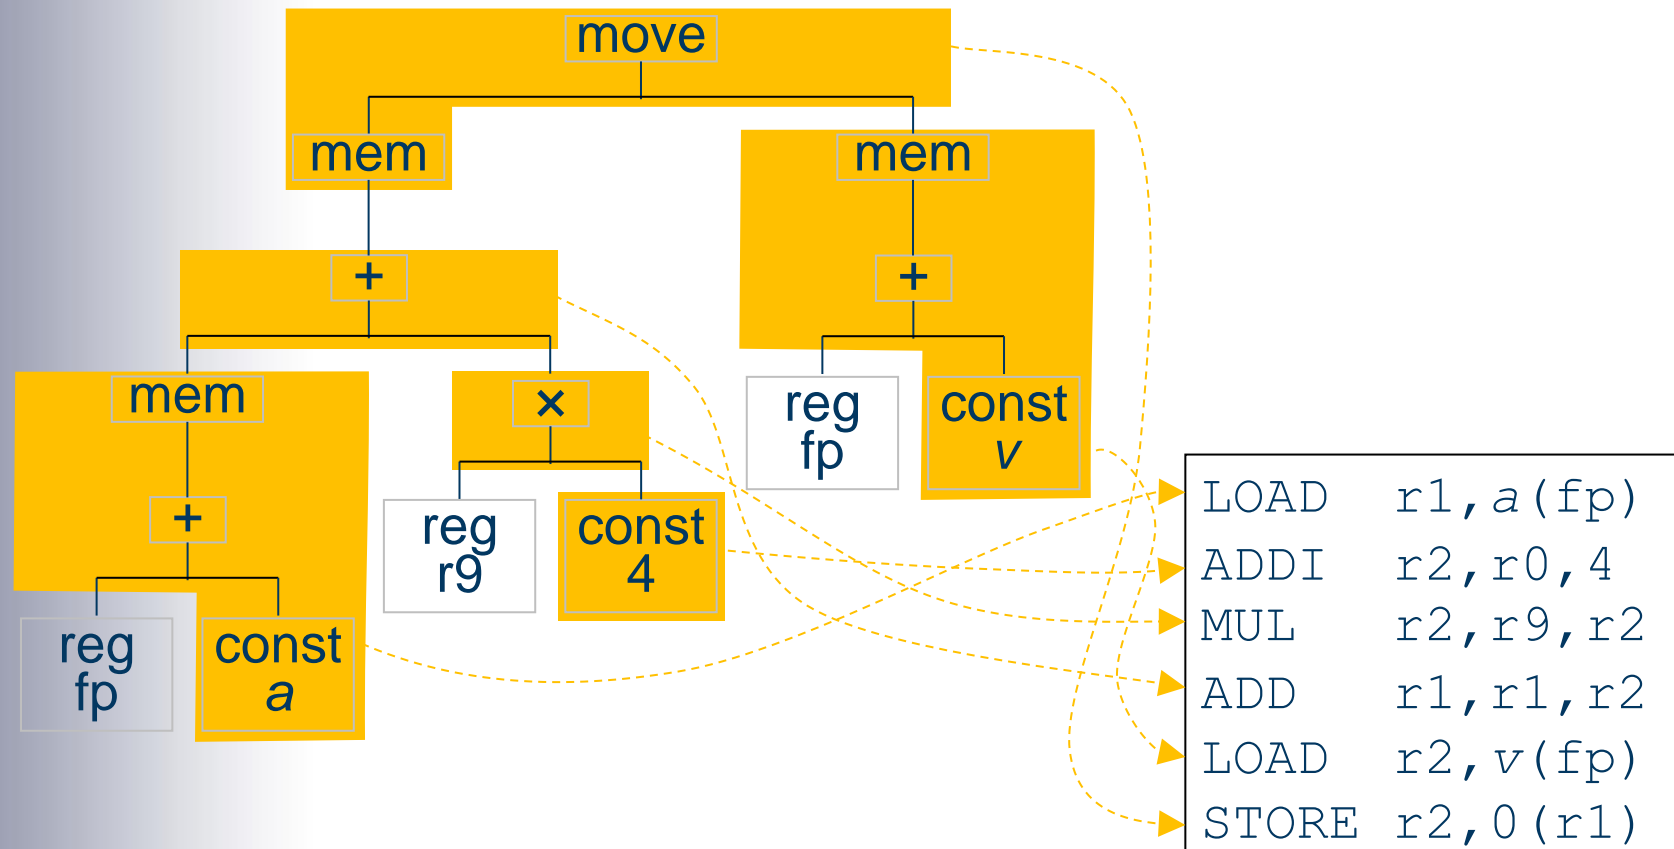 move
mem
mem
+
+
mem
×
reg
fp
const
v
+
reg
r9
const
4
reg
fp
const
a
LOAD r1,a(fp)
ADDI r2,r0,4
MUL r2,r9,r2
ADD r1,r1,r2
LOAD r2,v(fp)
STORE r2,0(r1)